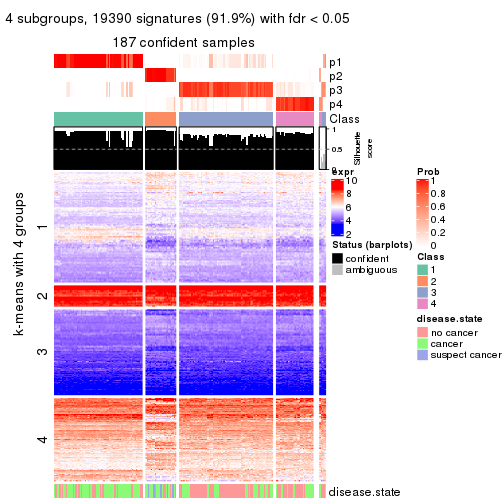 4 subgroups, 19390 signatures (91.9%) with fdr < 0.05
187 confident samples
p1
p2
p3
p4
Class
1
0.5
0
Silhouette
score
k-means with 4 groups
1
2
3
4
expr
10
8
6
4
2
Status (barplots)
confident
ambiguous
Prob
1
0.8
0.6
0.4
0.2
0
Class
1
2
3
4
disease.state
no cancer
cancer
suspect cancer
disease.state